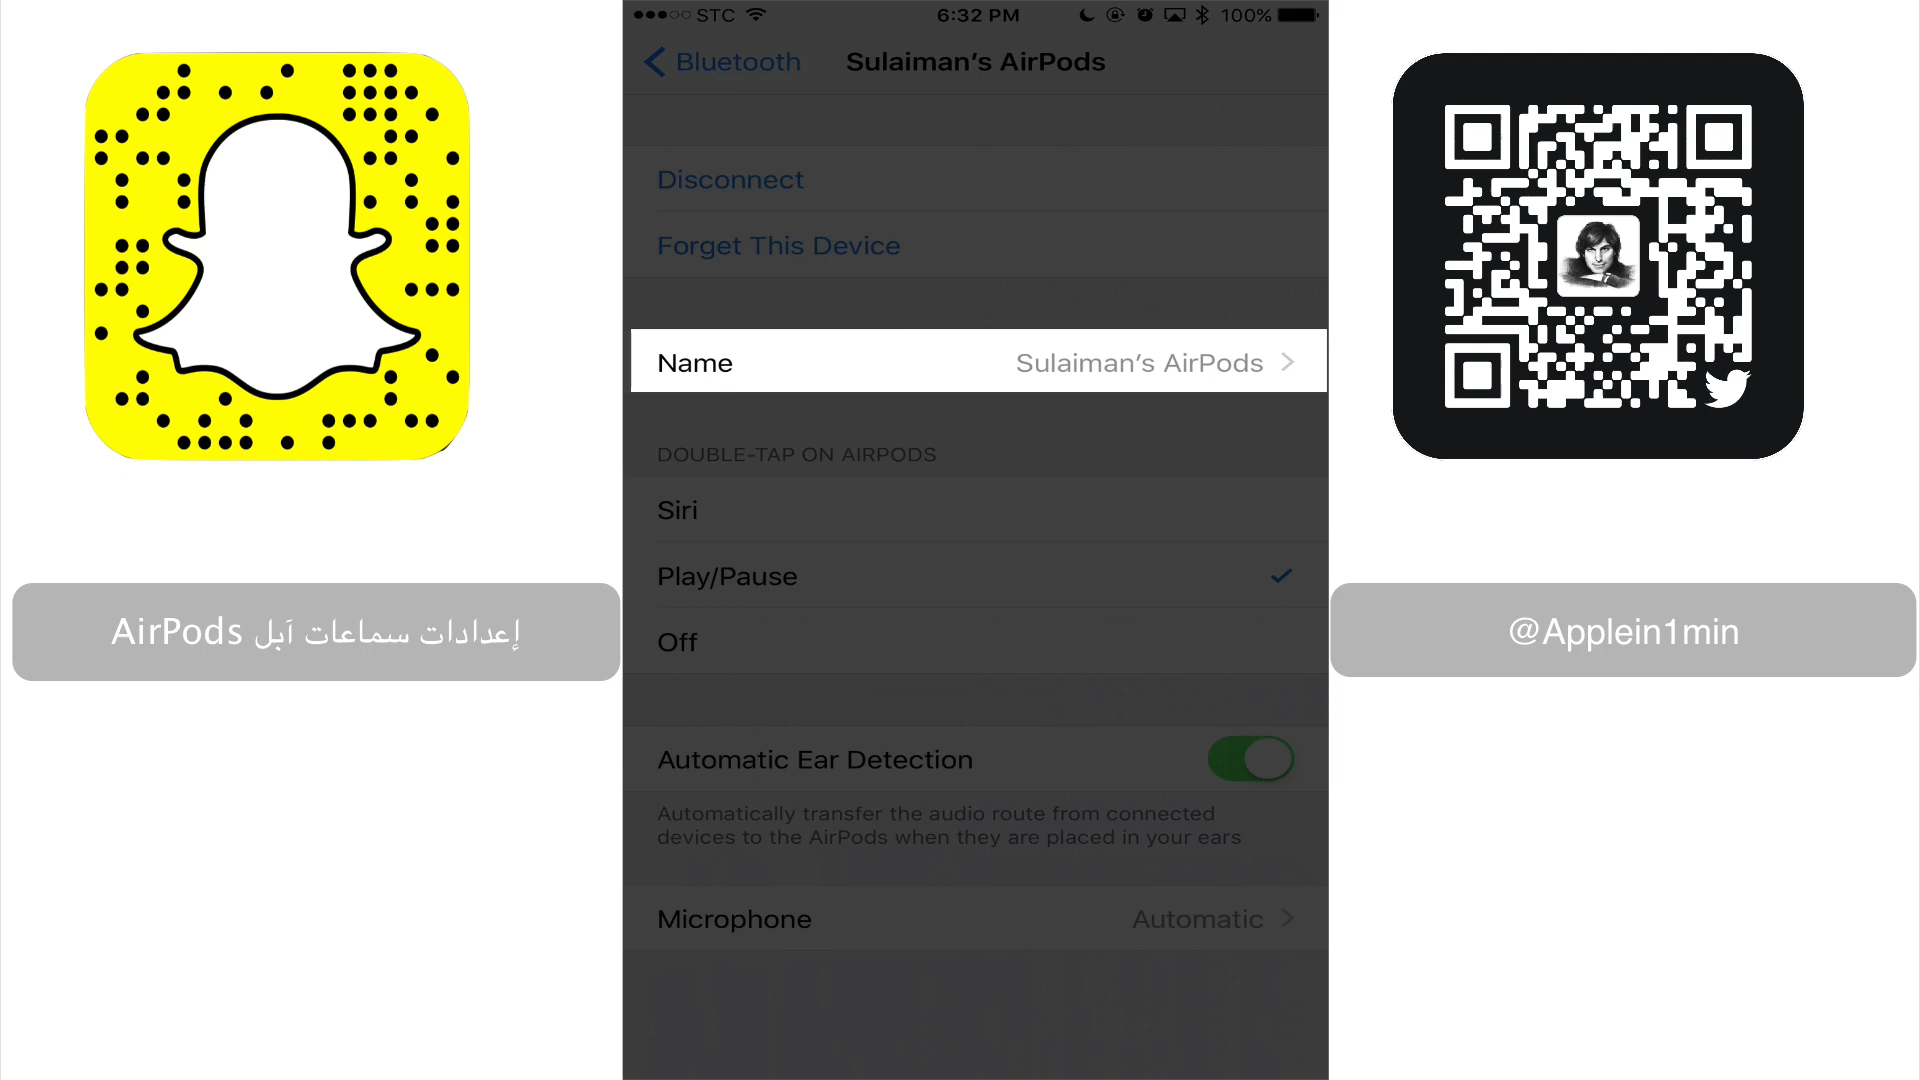 STC 6:32 PM 100%
Bluetooth Sulaiman’s AirPods
Disconnect
Forget This Device
Name Sulaiman’s AirPods
DOUBLE-TAP ON AIRPODS
Siri
Play/Pause
Off
Automatic Ear Detection
Automatically transfer the audio route from connected
devices to the AirPods when they are placed in your ears
Microphone Automatic
إعدادات سماعات آبل AirPods
@Applein1min